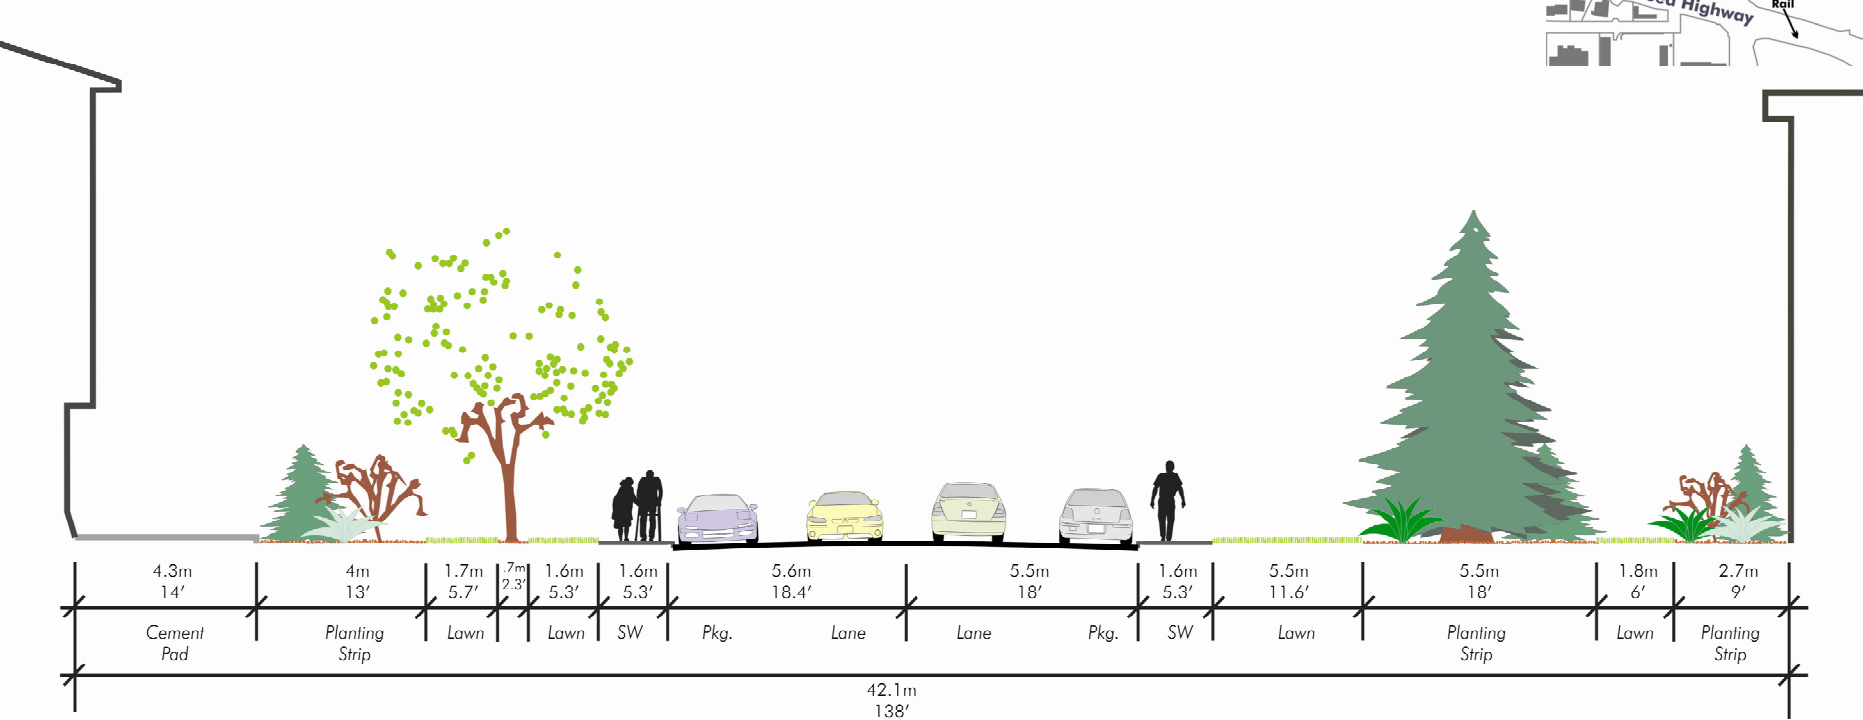 Highway
Rail
4.3m 4m 1.7m .7m 1.6m 1.6m 5.6m 5.5m 1.6m 5.5m 5.5m 1.8m 2.7m
14′ 13′ 5.7′ 2.3′ 5.3′ 5.3′ 18.4′ 18′ 5.3′ 11.6′ 18′ 6′ 9′
Cement Planting Lawn Lawn SW Pkg. Lane Lane Pkg. SW Lawn Planting Lawn Planting
Pad Strip Strip Strip
42.1m
138′